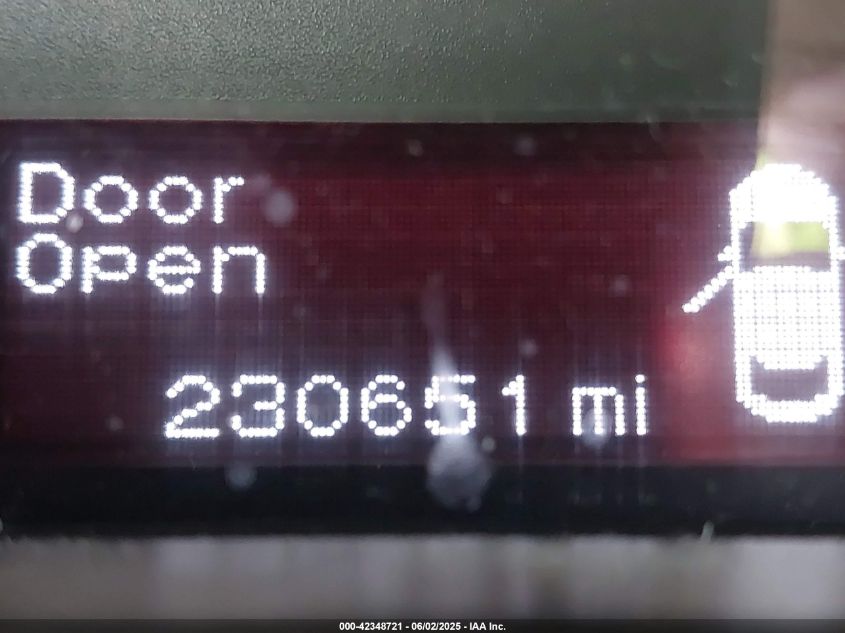 Door
Open
230651 mi
000-42348721 - 06/02/2025 - IAA Inc.